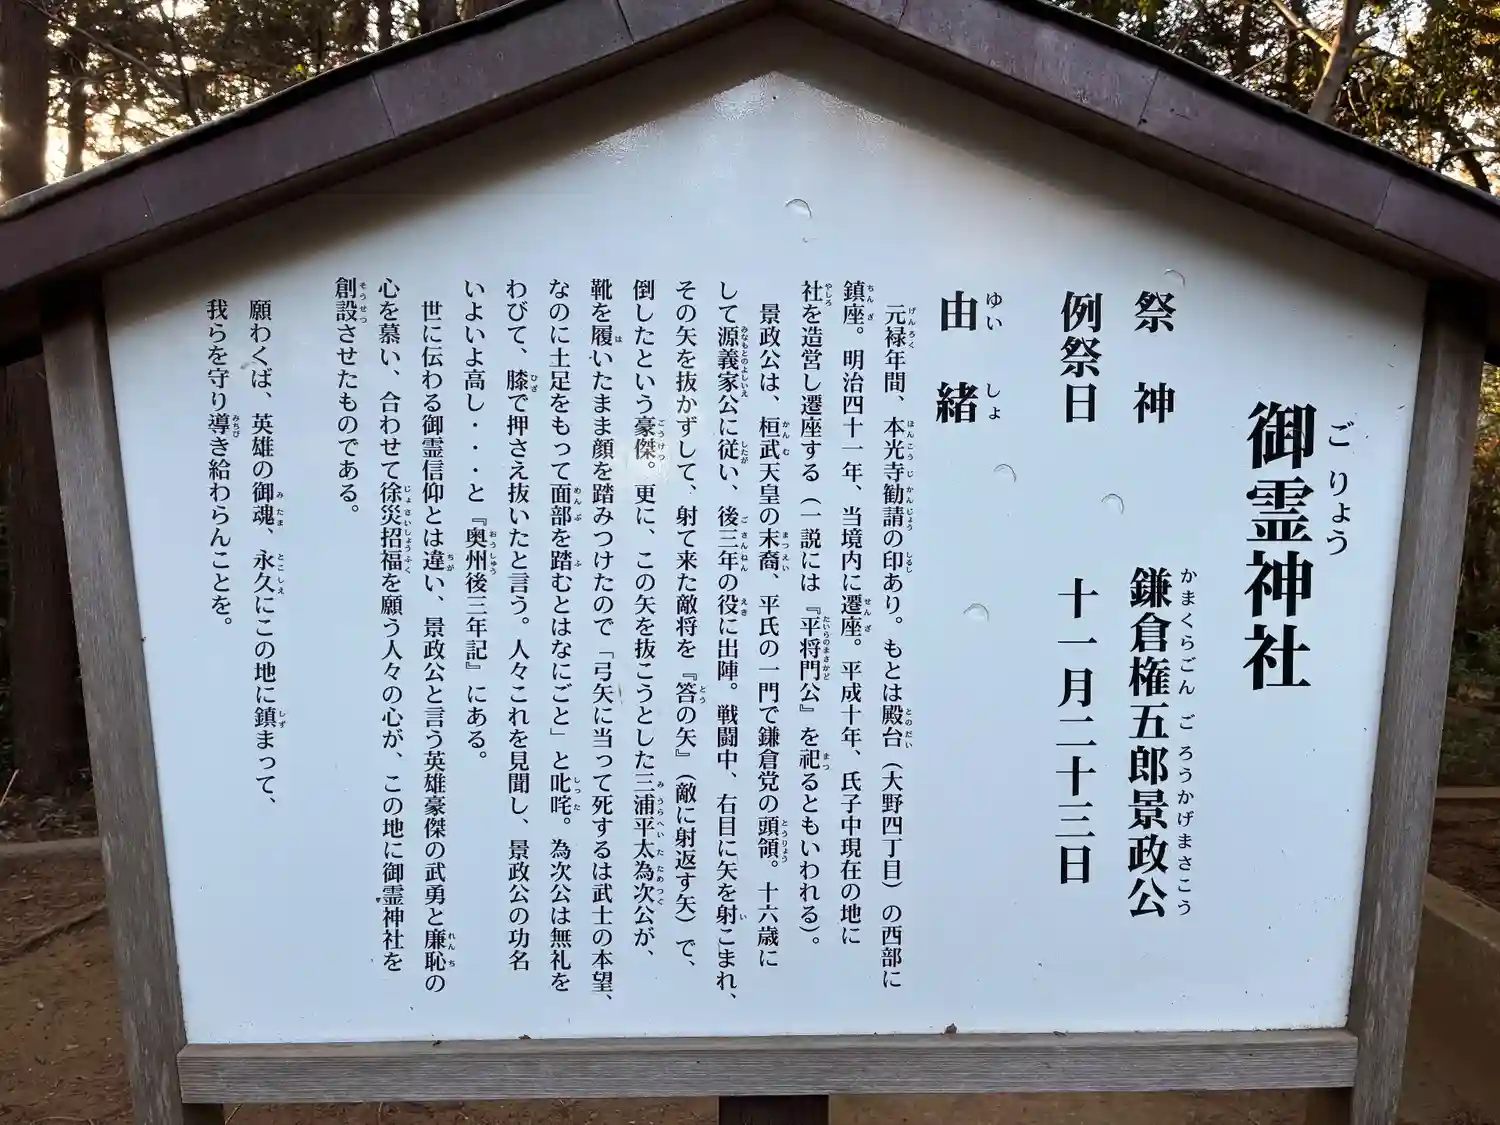 御霊神社
祭神 鎌倉権五郎景政公
例祭日 十一月二十三日
由緒
元禄年間、本光寺勧請の印あり。もとは殿台（大野四丁目）の西部に
鎮座。明治四十一年、当境内に遷座。平成十年、氏子中現在の地に
社を造営し遷座する（一説には『平将門公』を祀るともいわれる）。
景政公は、桓武天皇の末裔、平氏の一門で鎌倉党の頭領。十六歳に
して源義家公に従い、後三年の役に出陣。戦闘中、右目に矢を射こまれ、
その矢を抜かずして、射て来た敵将を『答の矢』（敵に射返す矢）で、
倒したという豪傑。更に、この矢を抜こうとした三浦平太為次公が、
靴を履いたまま顔を踏みつけたので「弓矢に当って死するは武士の本望、
なのに土足をもって面部を踏むとはなにごと」と叱咤。為次公は無礼を
わびて、膝で押さえ抜いたと言う。人々これを見聞し、景政公の功名
いよいよ高し・・・と『奥州後三年記』にある。
世に伝わる御霊信仰とは違い、景政公と言う英雄豪傑の武勇と廉恥の
心を慕い、合わせて徐災招福を願う人々の心が、この地に御霊神社を
創設させたものである。
願わくば、英雄の御魂、永久にこの地に鎮まって、
我らを守り導き給わらんことを。